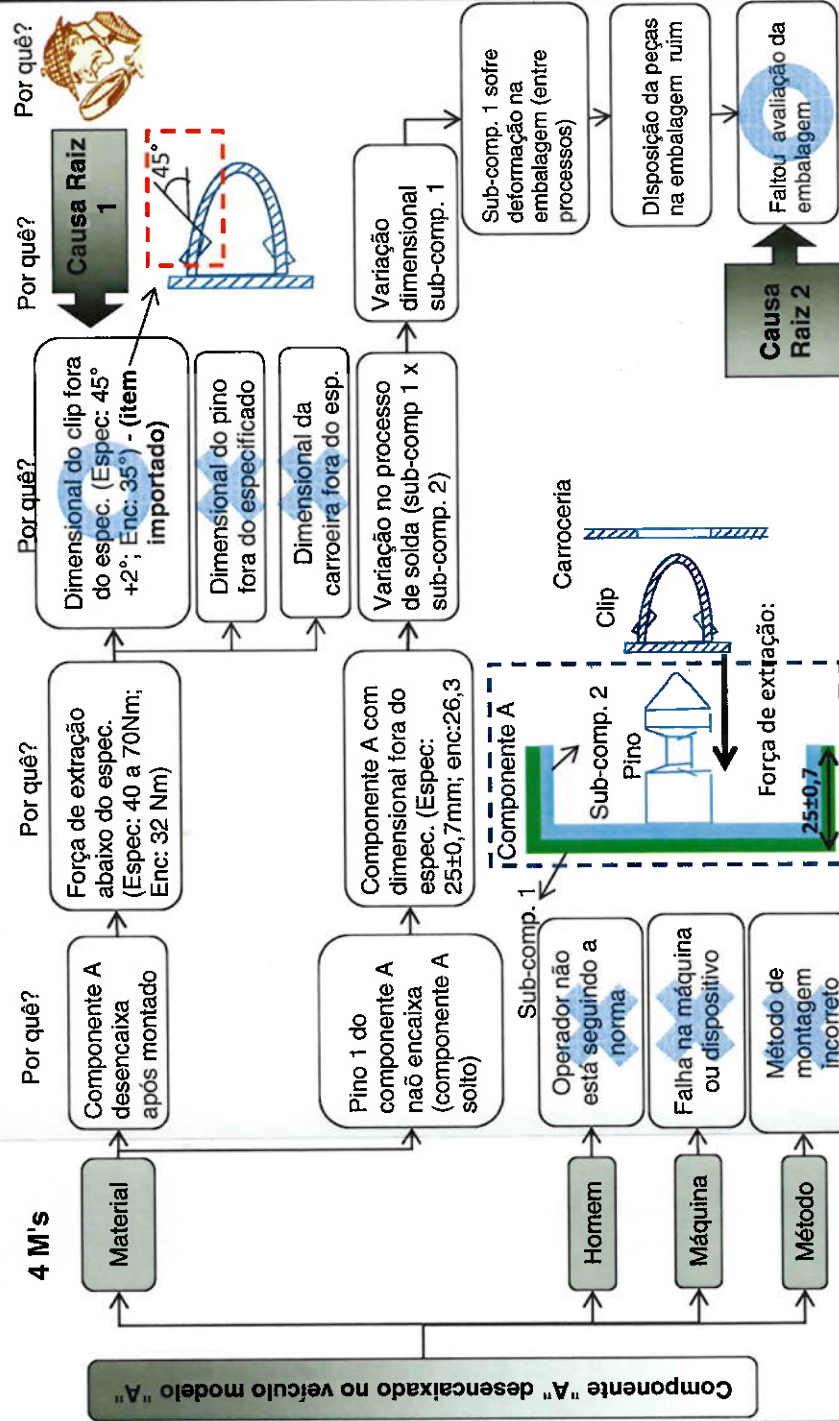 4 M's
Por quê?
Por quê?
Por quê?
Por quê?
Por quê?
Componente "A" desencaixado no veículo modelo "A"
Material
Componente A
desencaixa
após montado
Força de extração
abaixo do espec.
(Espec: 40 a 70Nm;
Enc: 32 Nm)
Dimensional do clip fora
do espec. (Espec: 45°
+2°; Enc: 35°) - (item
importado)
Causa Raiz
1
45°
Dimensional do pino
fora do especificado
Dimensional da
carroeira fora do esp.
Pino 1 do
componente A
naõ encaixa
(componente A
solto)
Componente A com
dimensional fora do
espec. (Espec:
25±0,7mm; enc:26,3
Variação no processo
de solda (sub-comp 1 x
sub-comp. 2)
Variação
dimensional
sub-comp. 1
Sub-comp. 1 sofre
deformação na
embalagem (entre
processos)
Disposição da peças
na embalagem ruim
Faltou avaliação da
embalagem
Causa
Raiz 2
Homem
Operador não
está seguindo a
norma
Máquina
Falha na máquina
ou dispositivo
Método
Método de
montagem
incorreto
Sub-comp. 1
Componente A
Sub-comp. 2
Pino
Clip
Carroceria
Força de extração:
25±0,7